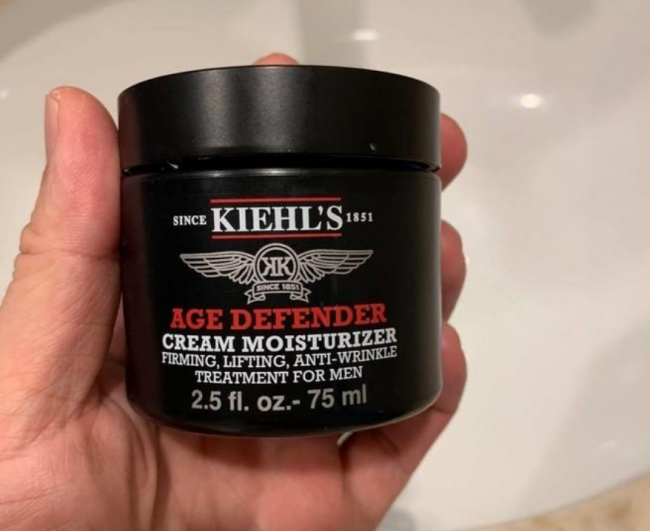 SINCE KIEHL'S 1851
KK
SINCE 1851
AGE DEFENDER
CREAM MOISTURIZER
FIRMING, LIFTING, ANTI-WRINKLE
TREATMENT FOR MEN
2.5 fl. oz.- 75 ml